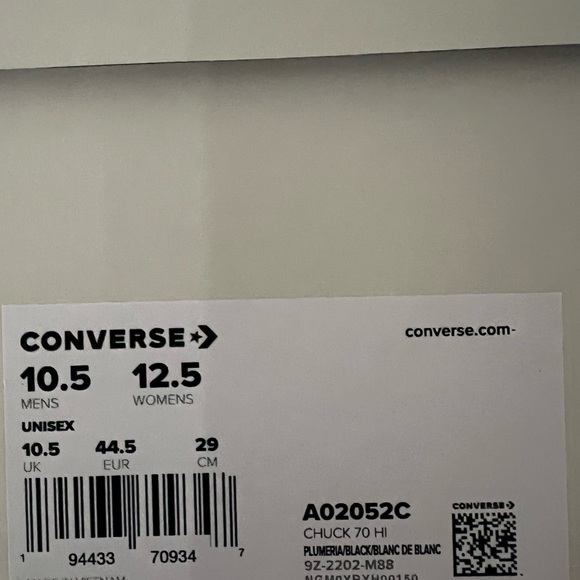 CONVERSE
converse.com
10.5 12.5
MENS WOMENS
UNISEX
10.5 44.5 29
UK EUR CM
1 94433 70934 7
A02052C
CHUCK 70 HI
PLUMERIA/BLACK/BLANC DE BLANC
9Z-2202-M88
CONVERSE